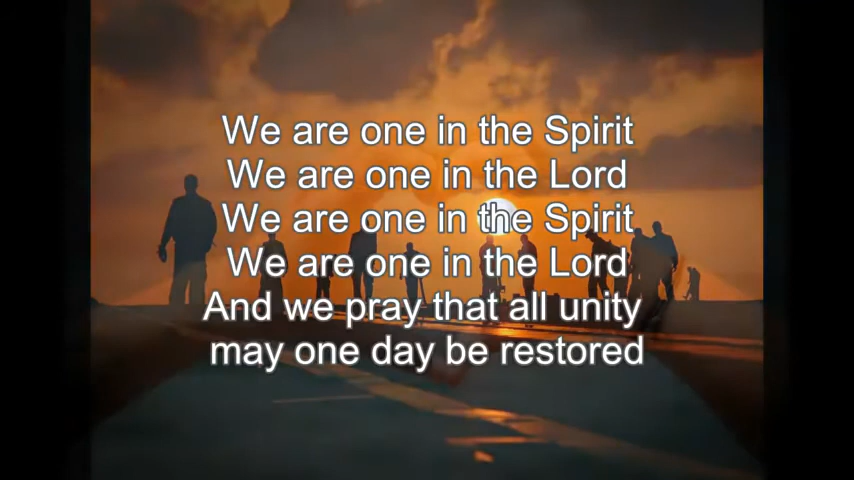 We are one in the Spirit
We are one in the Lord
We are one in the Spirit
We are one in the Lord
And we pray that all unity
may one day be restored